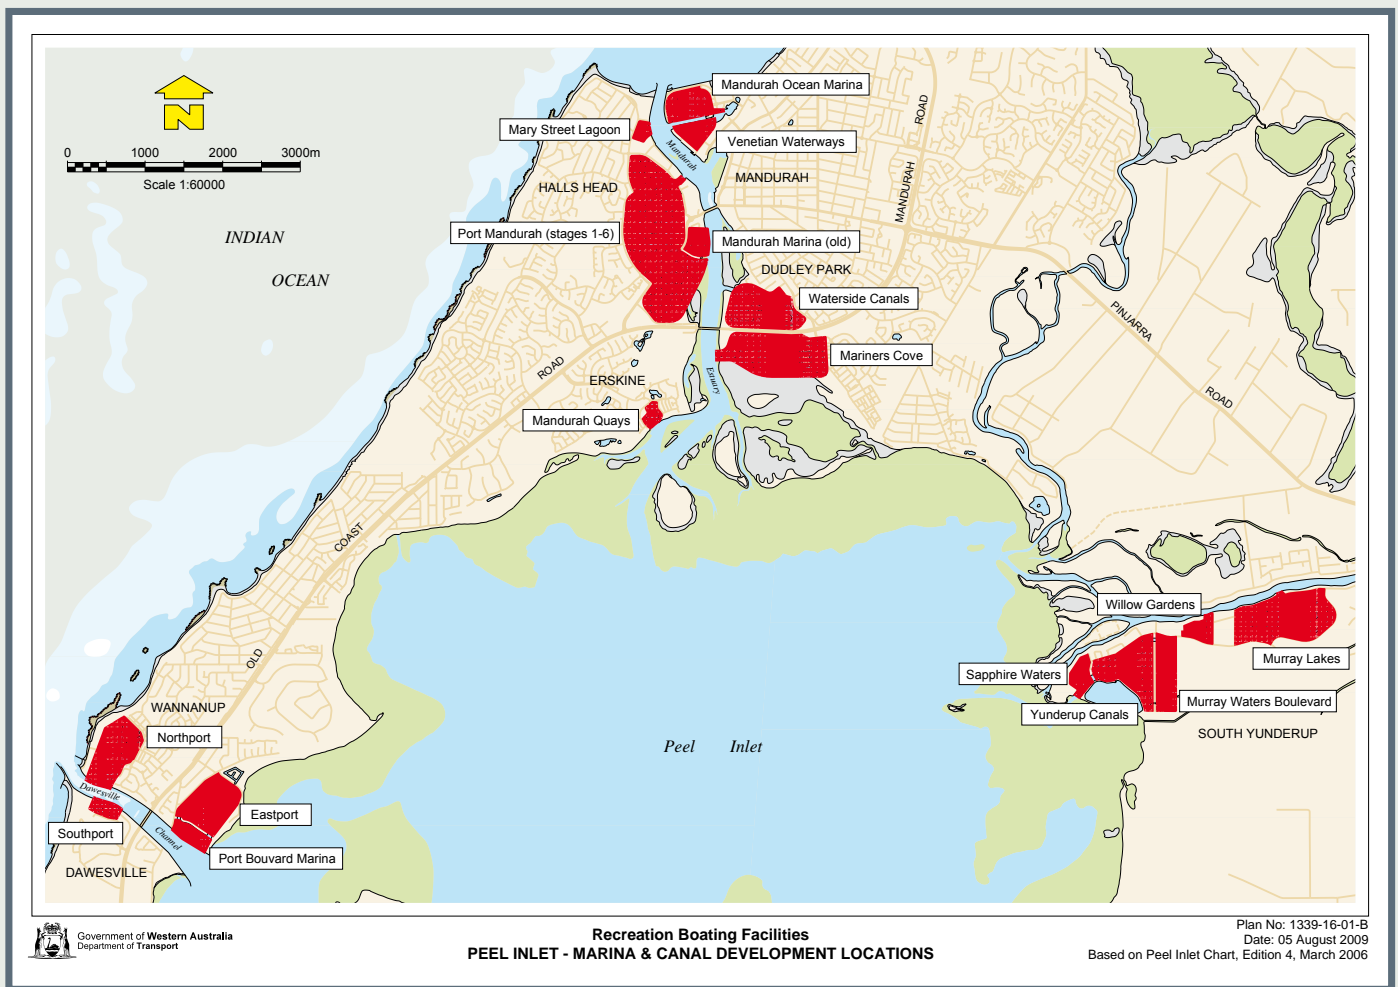 N
0 1000 2000 3000m
Scale 1:60000
INDIAN
OCEAN
Mandurah Ocean Marina
Mary Street Lagoon
Venetian Waterways
Mandurah
HALLS HEAD
MANDURAH
MANDURAH
ROAD
Port Mandurah (stages 1-6)
Mandurah Marina (old)
DUDLEY PARK
Waterside Canals
PINJARRA
ROAD
Mariners Cove
Estuary
ERSKINE
Mandurah Quays
OLD
COAST
ROAD
Willow Gardens
Murray Lakes
Sapphire Waters
Murray Waters Boulevard
Yunderup Canals
SOUTH YUNDERUP
WANNANUP
Northport
Peel Inlet
Dawesville
Channel
Eastport
Southport
Port Bouvard Marina
DAWESVILLE
Government of Western Australia
Department of Transport
Recreation Boating Facilities
PEEL INLET - MARINA & CANAL DEVELOPMENT LOCATIONS
Plan No: 1339-16-01-B
Date: 05 August 2009
Based on Peel Inlet Chart, Edition 4, March 2006